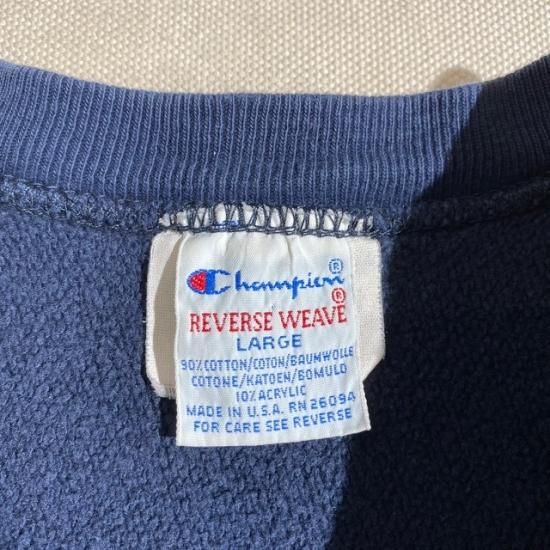 Champion®
REVERSE WEAVE®
LARGE
90% COTTON/COTON/BAUMWOLLE
COTONE/KATOEN/BOMULD
10% ACRYLIC
MADE IN U.S.A. RN 26094
FOR CARE SEE REVERSE